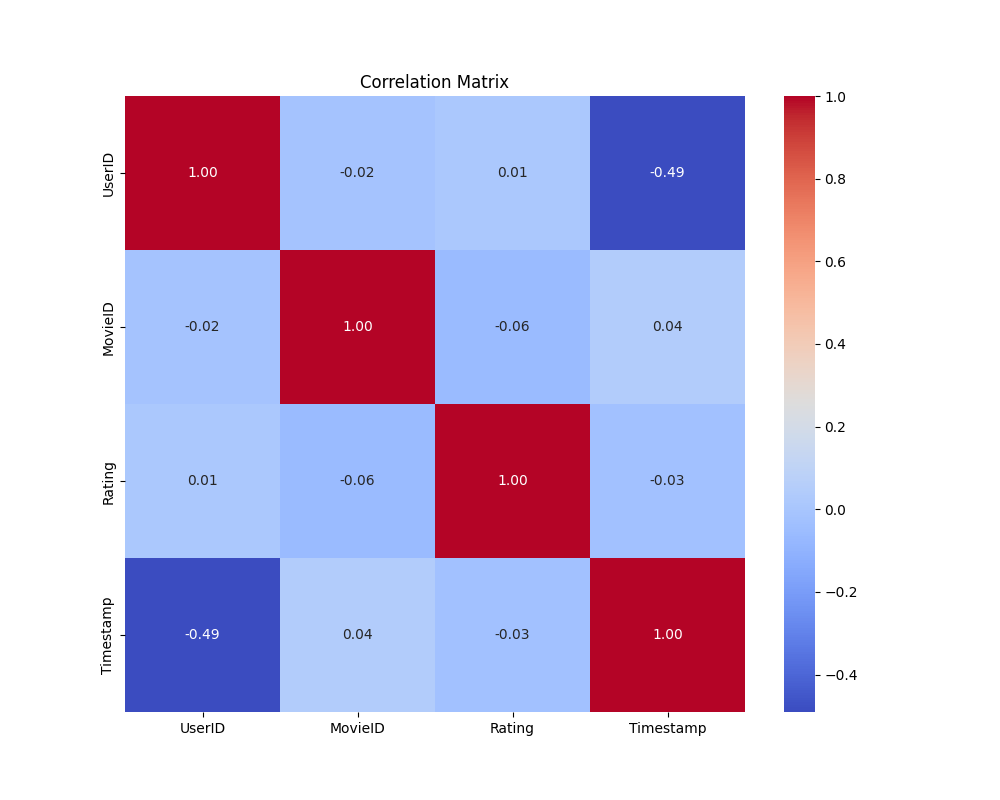 Correlation Matrix
UserID 1.00 -0.02 0.01 -0.49
MovieID -0.02 1.00 -0.06 0.04
Rating 0.01 -0.06 1.00 -0.03
Timestamp -0.49 0.04 -0.03 1.00
UserID MovieID Rating Timestamp
1.0
0.8
0.6
0.4
0.2
0.0
−0.2
−0.4